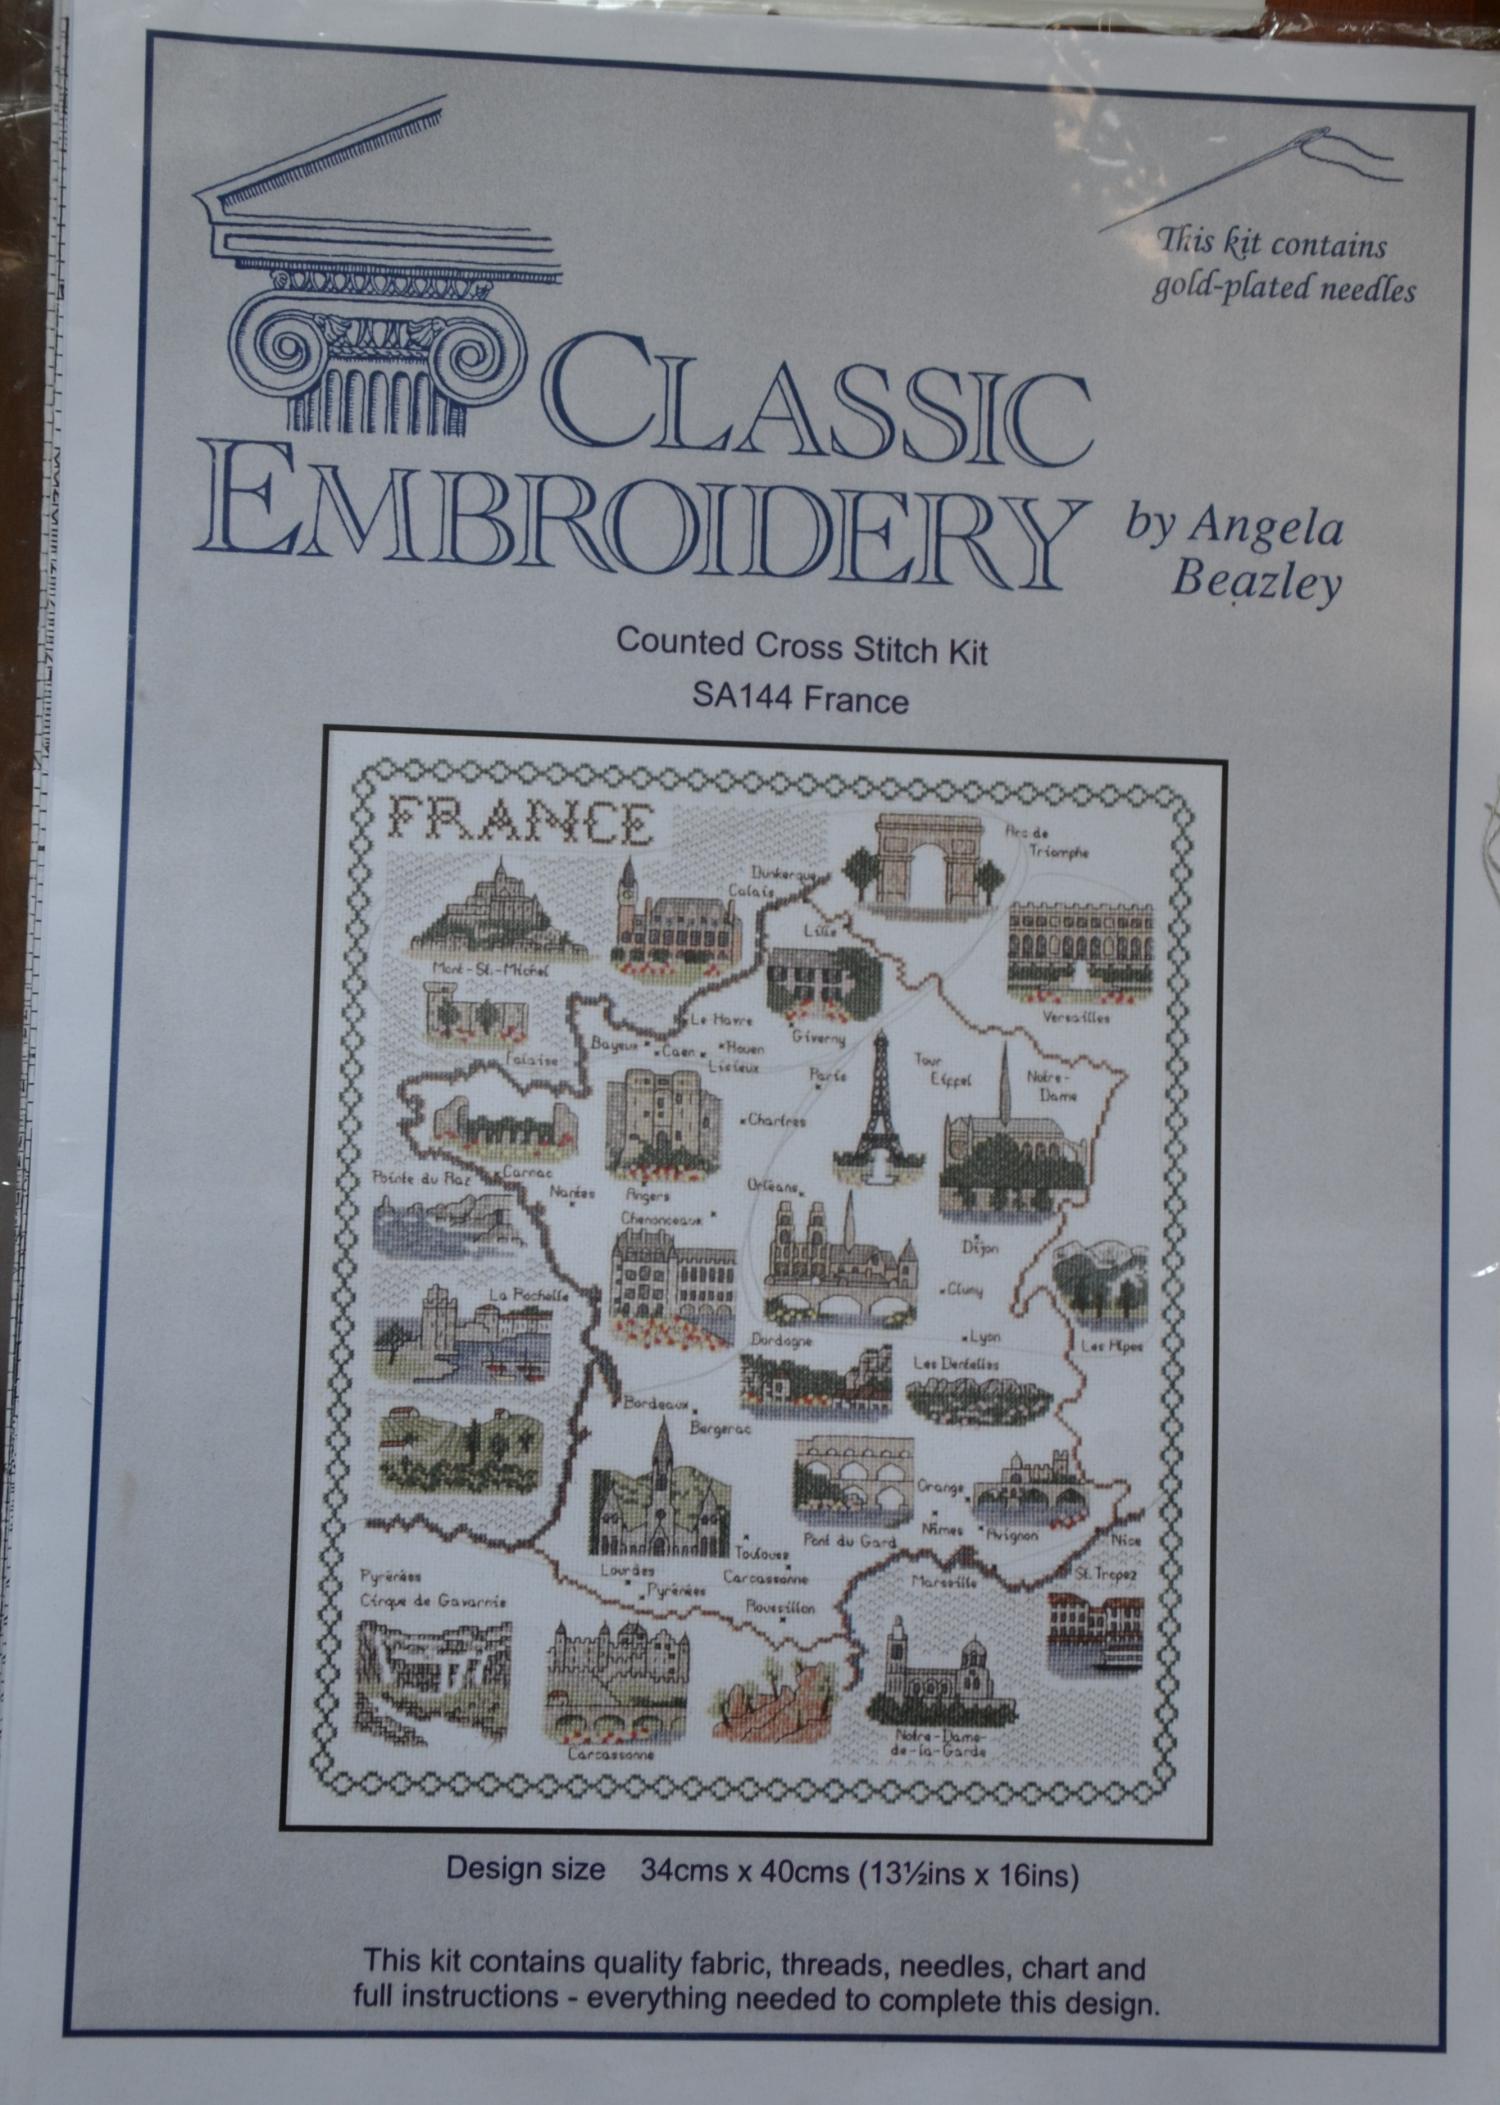 This kit contains
gold-plated needles
CLASSIC
EMBROIDERY
by Angela
Beazley
Counted Cross Stitch Kit
SA144 France
FRANCE
Arc de
Triomphe
Dunkerque
Calais
Lille
Mont-St.-Michel
Versailles
Le Havre
Giverny
Bayeux
Caen
Rouen
Lisieux
Falaise
Paris
Tour
Eiffel
Notre-
Dame
Chartres
Pointe du Raz
Carnac
Nantes
Angers
Orléans
Chenonceaux
Dijon
Cluny
La Rochelle
Dordogne
Lyon
Les Alpes
Les Dentelles
Bordeaux
Bergerac
Orange
Pont du Gard
Nîmes
Avignon
Nice
Toulouse
Lourdes
Carcassonne
Marseille
St. Tropez
Pyrénées
Pyrénées
Cirque de Gavarnie
Roussillon
Carcassonne
Notre-Dame-
de-la-Garde
Design size 34cms x 40cms (13½ins x 16ins)
This kit contains quality fabric, threads, needles, chart and
full instructions - everything needed to complete this design.